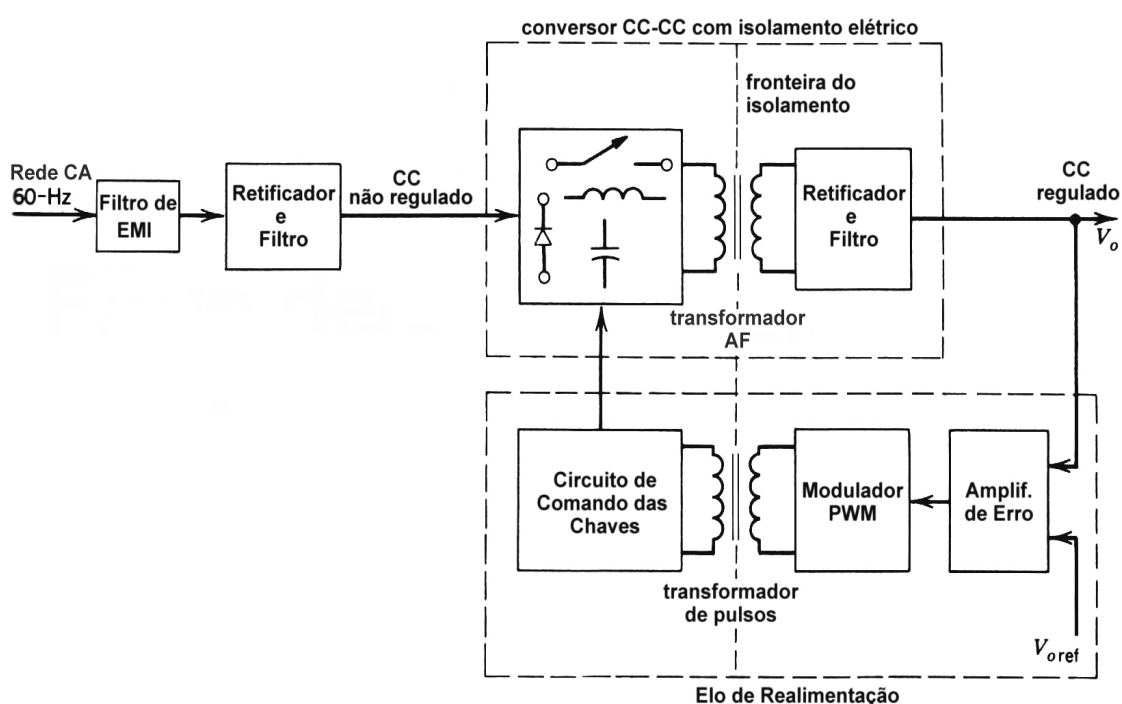 conversor CC-CC com isolamento elétrico
fronteira do
isolamento
Rede CA
60-Hz
Filtro de
EMI
Retificador
e
Filtro
CC
não regulado
Retificador
e
Filtro
CC
regulado
V_o
transformador
AF
Circuito de
Comando das
Chaves
Modulador
PWM
Amplif.
de Erro
transformador
de pulsos
V_o ref
Elo de Realimentação